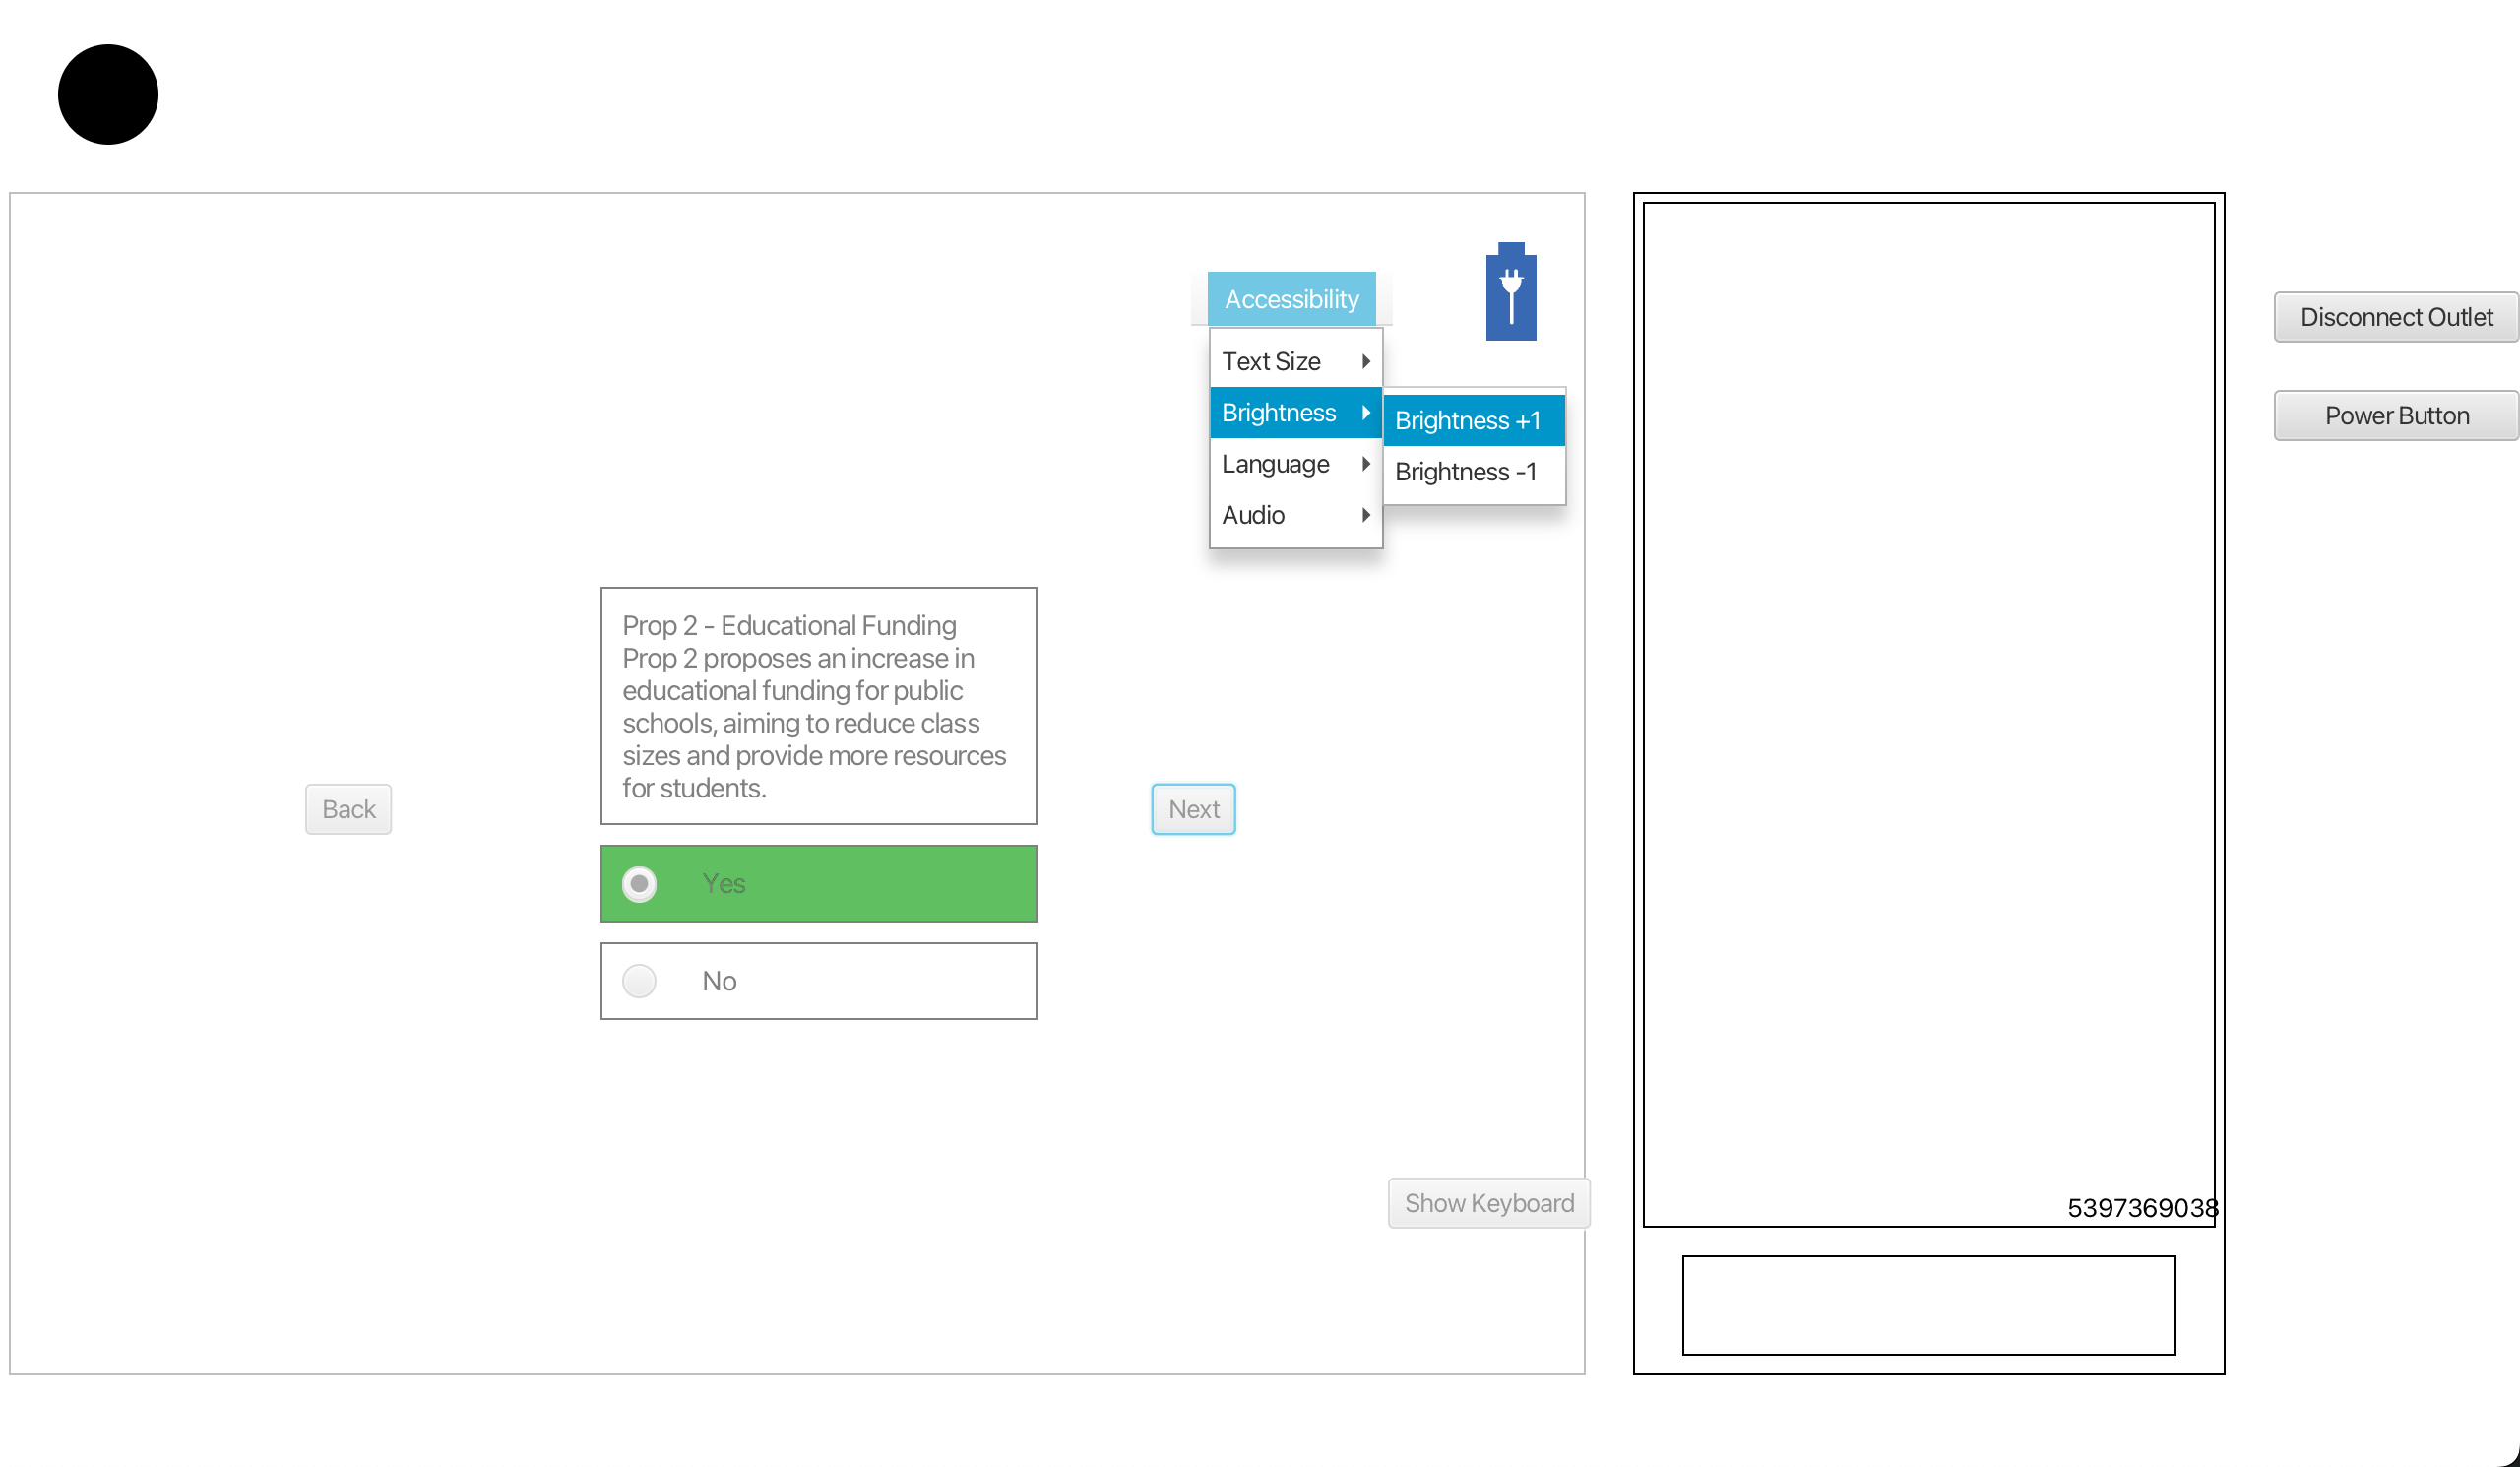 Accessibility
Text Size
Brightness
Language
Audio
Brightness +1
Brightness -1
Disconnect Outlet
Power Button
Prop 2 - Educational Funding
Prop 2 proposes an increase in
educational funding for public
schools, aiming to reduce class
sizes and provide more resources
for students.
Back
Next
Yes
No
Show Keyboard
5397369038